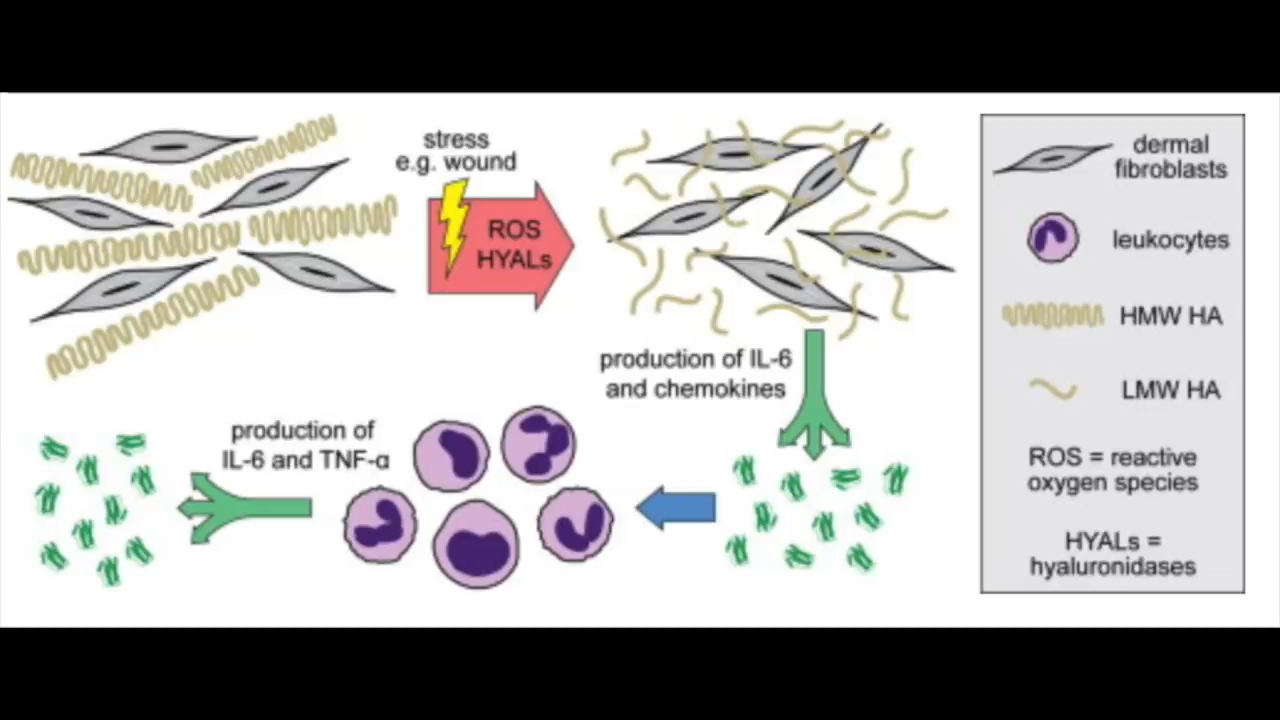 stress
e.g. wound
ROS
HYALs
production of IL-6
and chemokines
production of
IL-6 and TNF-α
dermal
fibroblasts
leukocytes
HMW HA
LMW HA
ROS = reactive
oxygen species
HYALs =
hyaluronidases